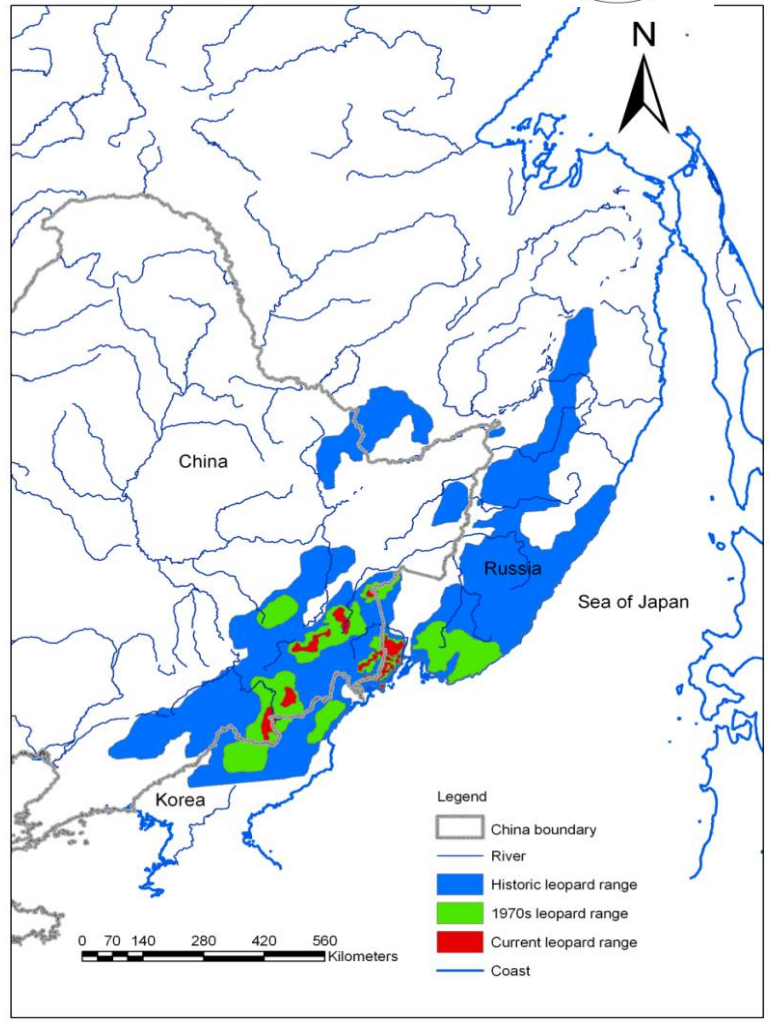 N
China
Russia
Sea of Japan
Korea
Legend
China boundary
River
Historic leopard range
1970s leopard range
Current leopard range
Coast
0 70 140 280 420 560
Kilometers